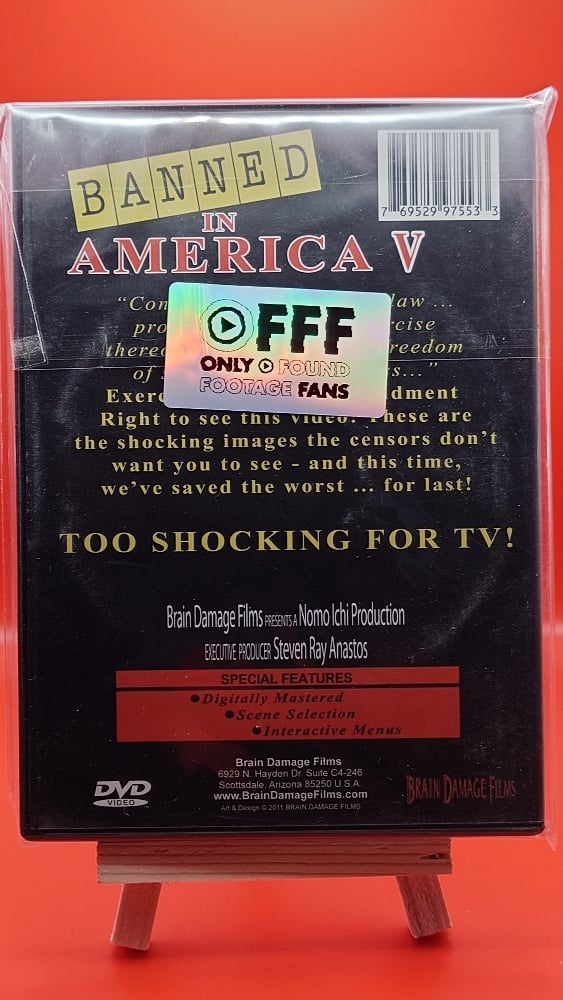 BANNED
IN
AMERICA V
7 69529 97553 3
"Con law ...
pro rcise
there reedom
of s..."
Exerc dment
Right to see this video! These are
the shocking images the censors don't
want you to see - and this time,
we've saved the worst ... for last!
OFFF
ONLY FOUND
FOOTAGE FANS
TOO SHOCKING FOR TV!
Brain Damage Films PRESENTS A Nomo Ichi Production
EXECUTIVE PRODUCER Steven Ray Anastos
SPECIAL FEATURES
•Digitally Mastered
•Scene Selection
•Interactive Menus
Brain Damage Films
6929 N. Hayden Dr. Suite C4-246
Scottsdale, Arizona 85250 U.S.A.
www.BrainDamageFilms.com
Art & Design © 2011 BRAIN DAMAGE FILMS
DVD
VIDEO
BRAIN DAMAGE FILMS